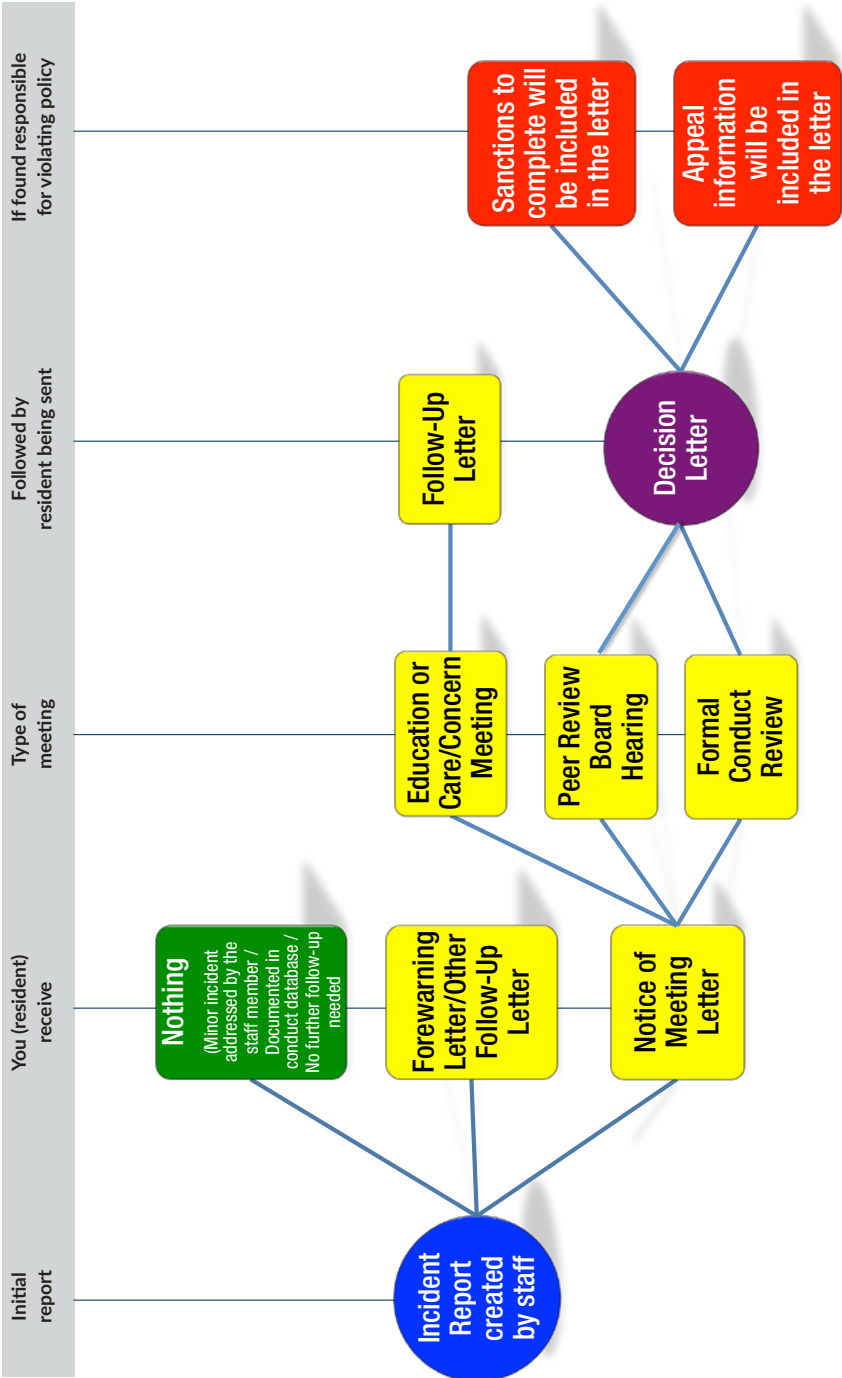 Initial
report
You (resident)
receive
Type of
meeting
Followed by
resident being sent
If found responsible
for violating policy
Incident
Report
created
by staff
Nothing
(Minor incident
addressed by the
staff member /
Documented in
conduct database /
No further follow-up
needed
Forewarning
Letter/Other
Follow-Up
Letter
Notice of
Meeting
Letter
Education or
Care/Concern
Meeting
Peer Review
Board
Hearing
Formal
Conduct
Review
Follow-Up
Letter
Decision
Letter
Sanctions to
complete will
be included
in the letter
Appeal
information
will be
included in
the letter